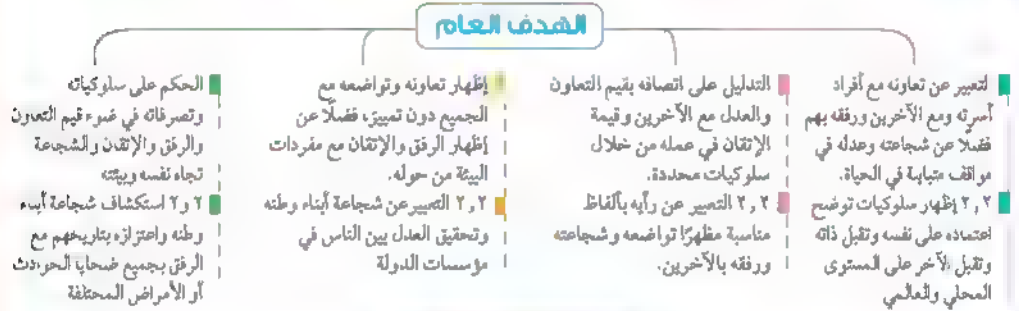 الهدف العام
لتعبير عن تعاونه مع أفراد
أسرته ومع الآخرين ورفقه بهم
فضلًا عن شجاعته وعدله في
مواقف متباينة في الحياة.
٢,٢ إظهار سلوكيات توضح
اعتماده على نفسه وتقبل ذاته
وتقبل الآخر على المستوى
المحلي والعالمي
التدليل على اتصافه بقيم التعاون
والعدل مع الآخرين وقيمة
الإتقان في عمله من خلال
سلوكيات محددة.
٢,٢ التعبير عن رأيه بألفاظ
مناسبة مظهرًا تواضعه وشجاعته
ورفقه بالآخرين.
إظهار تعاونه وتواضعه مع
الجميع دون تمييز، فضلًا عن
إظهار الرفق والإتقان مع مفردات
البيئة من حوله.
٢,٢ التعبير عن شجاعة أبناء وطنه
وتحقيق العدل بين الناس في
مؤسسات الدولة
الحكم على سلوكياته
وتصرفاته في ضوء قيم التعاون
والرفق والإتقان والشجاعة
تجاه نفسه وبيئته
٢ و٢ استكشاف شجاعة أبناء
وطنه واعتزازه بتاريخهم مع
الرفق بجميع ضحايا الحوادث
أو الأمراض المختلفة